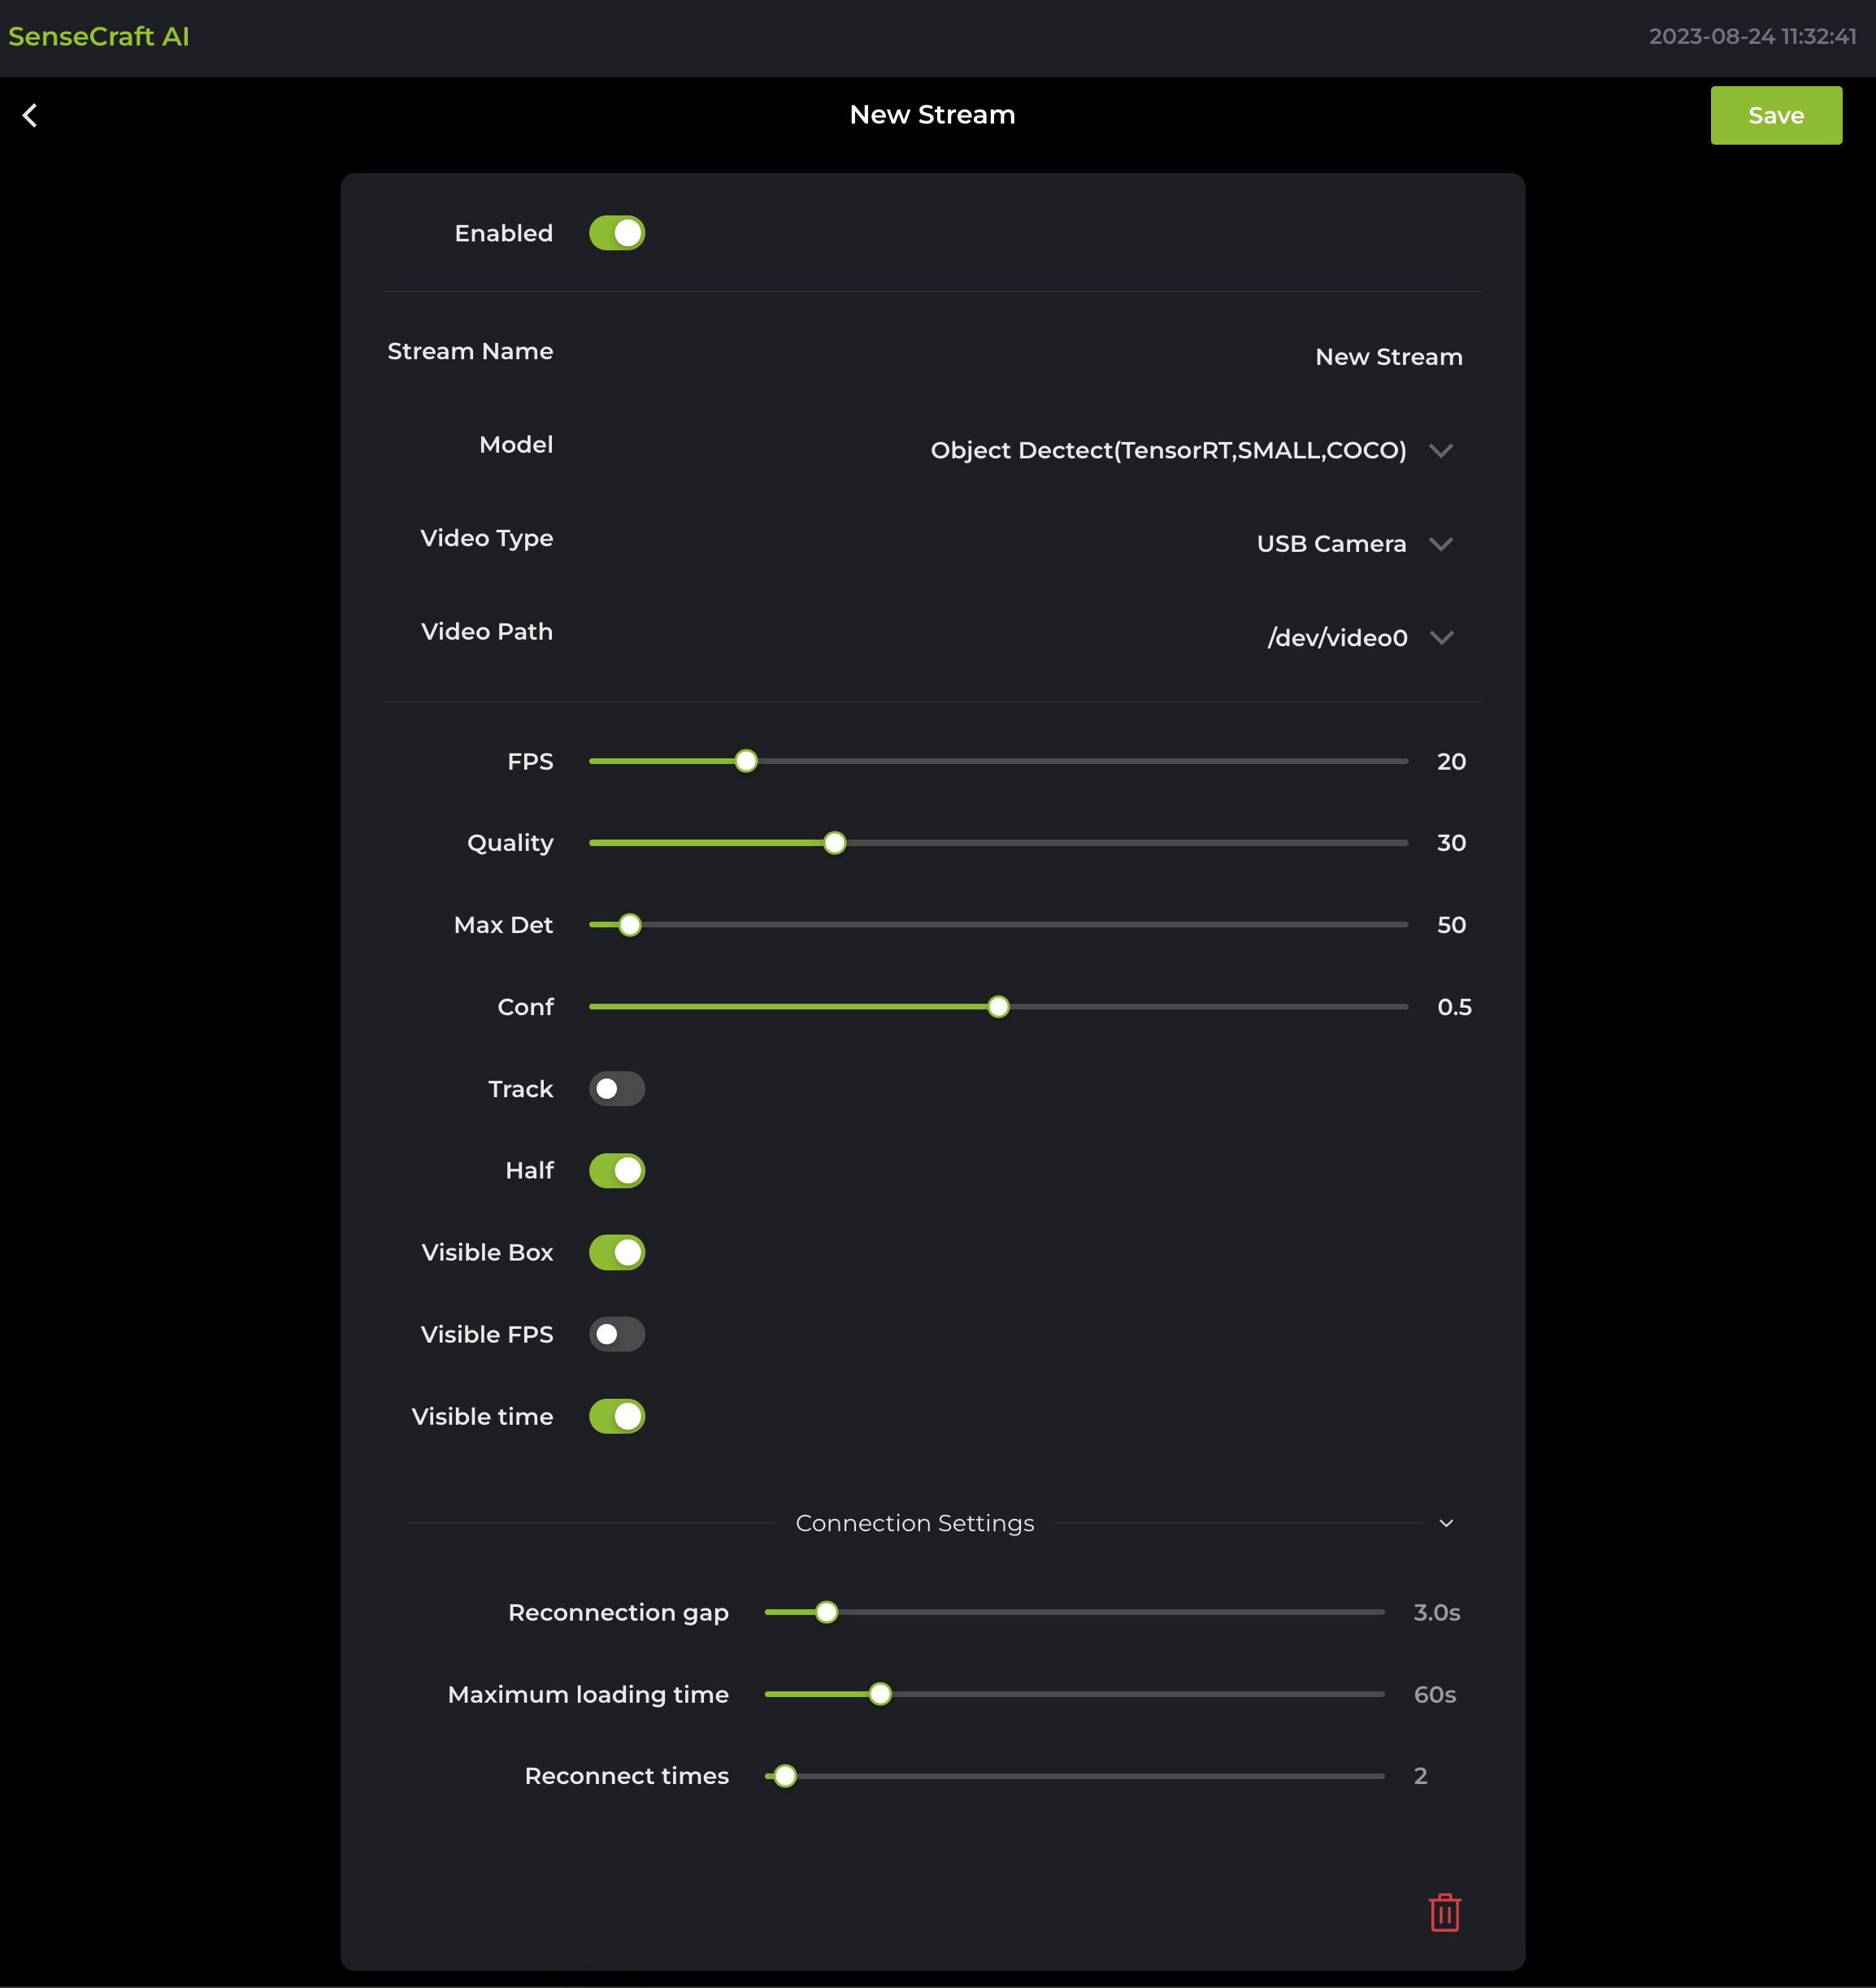 SenseCraft AI
2023-08-24 11:32:41
New Stream
Save
Enabled
Stream Name
New Stream
Model
Object Dectect(TensorRT,SMALL,COCO)
Video Type
USB Camera
Video Path
/dev/video0
FPS
20
Quality
30
Max Det
50
Conf
0.5
Track
Half
Visible Box
Visible FPS
Visible time
Connection Settings
Reconnection gap
3.0s
Maximum loading time
60s
Reconnect times
2